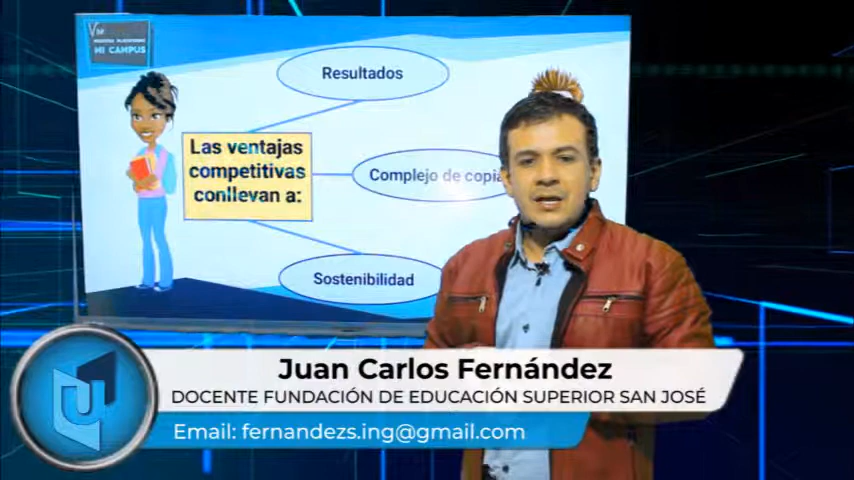 MI CAMPUS
Resultados
Las ventajas
competitivas
conllevan a:
Complejo de copia
Sostenibilidad
Juan Carlos Fernández
DOCENTE FUNDACIÓN DE EDUCACIÓN SUPERIOR SAN JOSÉ
Email: fernandezs.ing@gmail.com